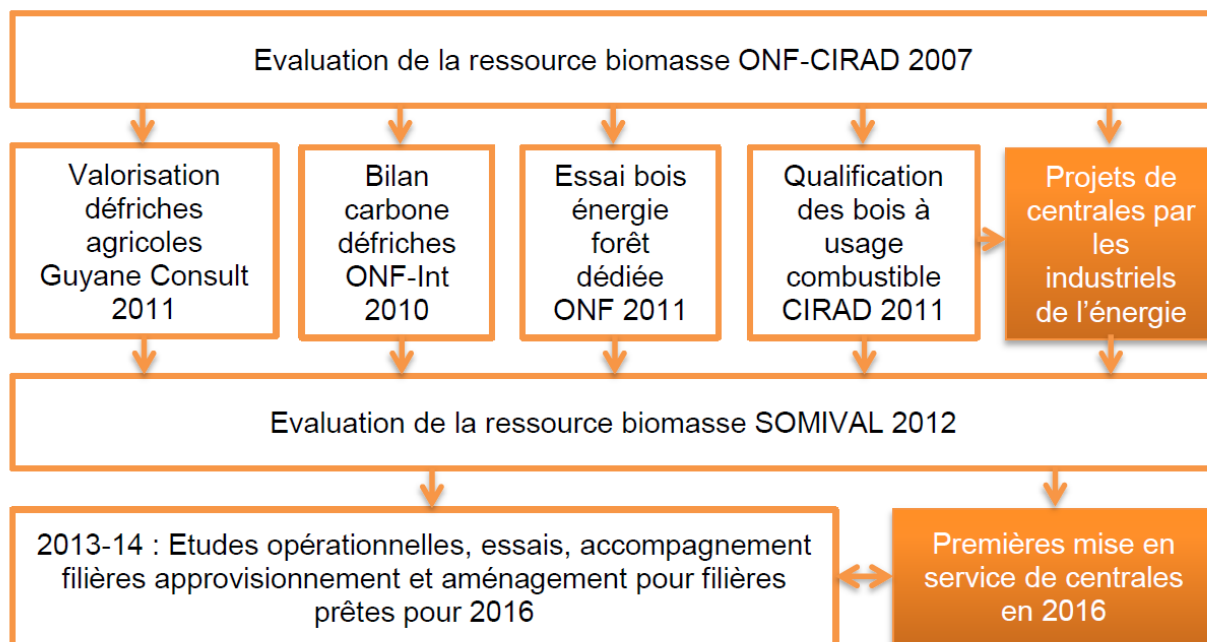 Evaluation de la ressource biomasse ONF-CIRAD 2007
Valorisation
défriches
agricoles
Guyane Consult
2011
Bilan
carbone
défriches
ONF-Int
2010
Essai bois
énergie
forêt
dédiée
ONF 2011
Qualification
des bois à
usage
combustible
CIRAD 2011
Projets de
centrales par
les
industriels
de l'énergie
Evaluation de la ressource biomasse SOMIVAL 2012
2013-14 : Etudes opérationnelles, essais, accompagnement
filières approvisionnement et aménagement pour filières
prêtes pour 2016
Premières mise en
service de centrales
en 2016